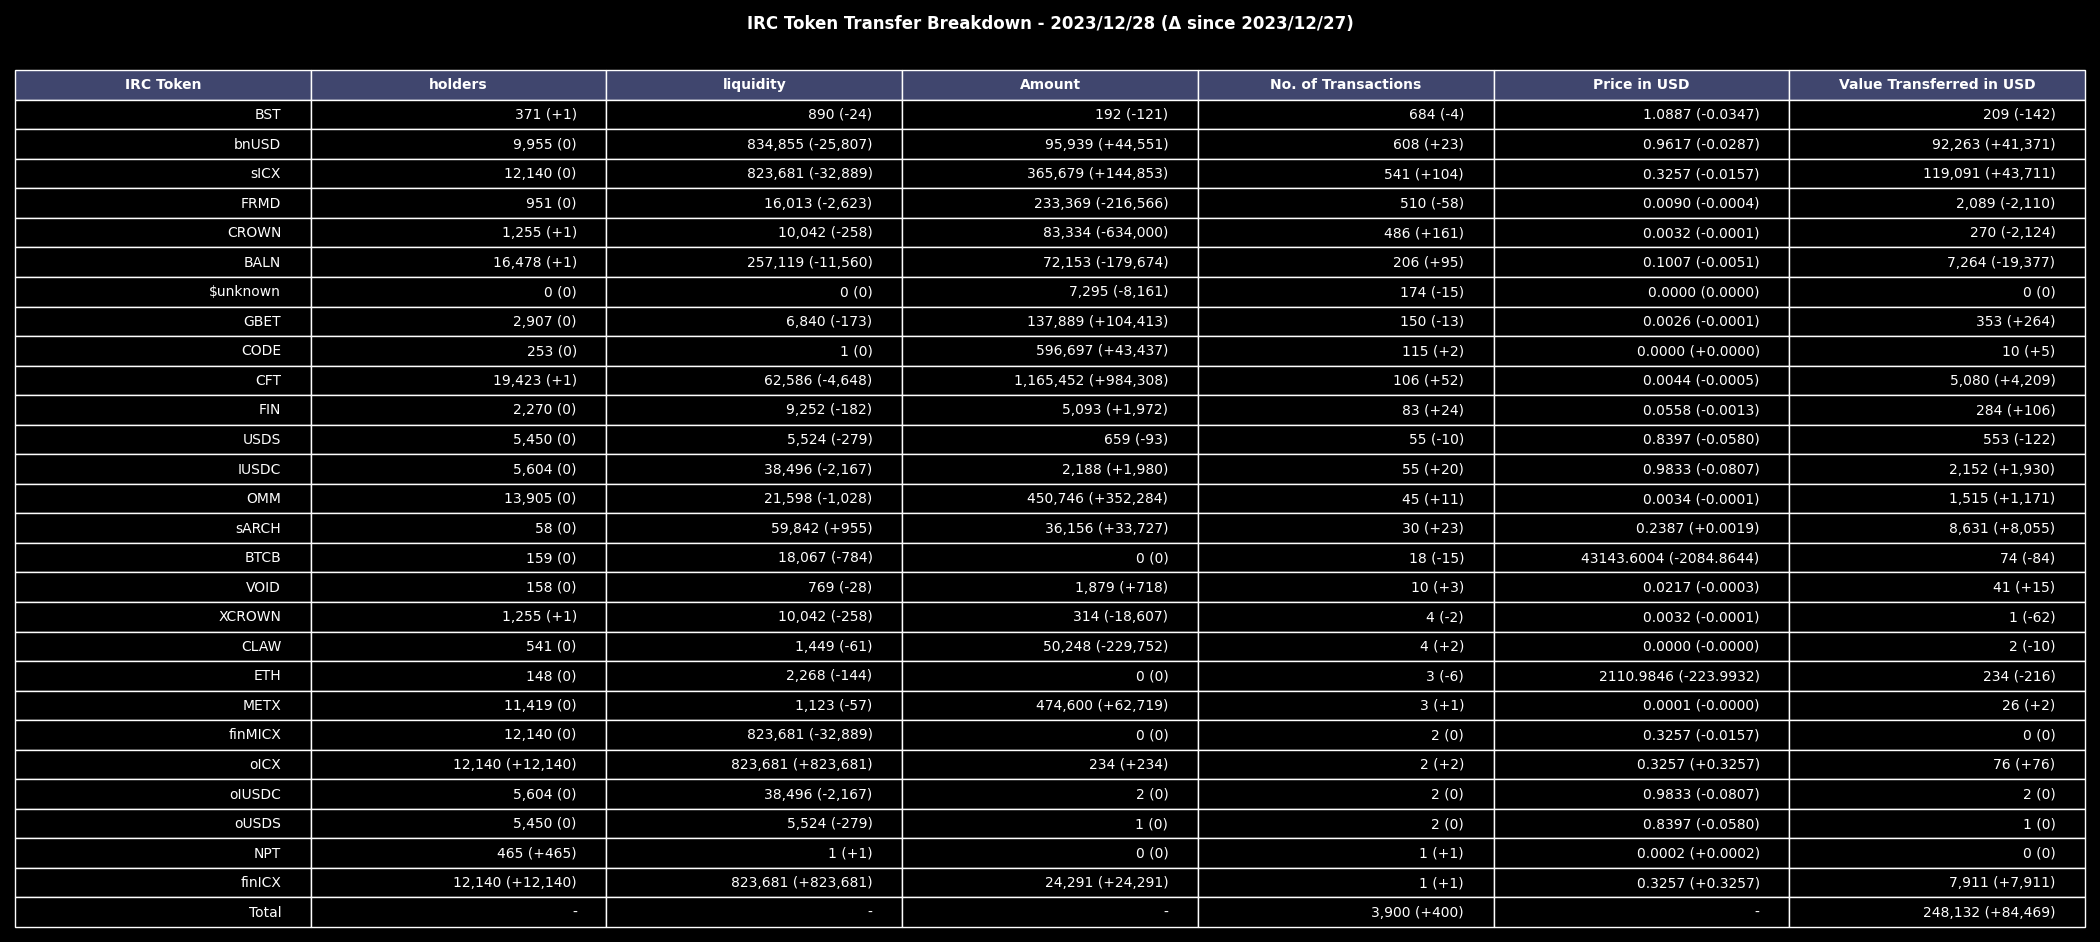 IRC Token Transfer Breakdown - 2023/12/28 (Δ since 2023/12/27)
IRC Token holders liquidity Amount No. of Transactions Price in USD Value Transferred in USD
BST 371 (+1) 890 (-24) 192 (-121) 684 (-4) 1.0887 (-0.0347) 209 (-142)
bnUSD 9,955 (0) 834,855 (-25,807) 95,939 (+44,551) 608 (+23) 0.9617 (-0.0287) 92,263 (+41,371)
sICX 12,140 (0) 823,681 (-32,889) 365,679 (+144,853) 541 (+104) 0.3257 (-0.0157) 119,091 (+43,711)
FRMD 951 (0) 16,013 (-2,623) 233,369 (-216,566) 510 (-58) 0.0090 (-0.0004) 2,089 (-2,110)
CROWN 1,255 (+1) 10,042 (-258) 83,334 (-634,000) 486 (+161) 0.0032 (-0.0001) 270 (-2,124)
BALN 16,478 (+1) 257,119 (-11,560) 72,153 (-179,674) 206 (+95) 0.1007 (-0.0051) 7,264 (-19,377)
$unknown 0 (0) 0 (0) 7,295 (-8,161) 174 (-15) 0.0000 (0.0000) 0 (0)
GBET 2,907 (0) 6,840 (-173) 137,889 (+104,413) 150 (-13) 0.0026 (-0.0001) 353 (+264)
CODE 253 (0) 1 (0) 596,697 (+43,437) 115 (+2) 0.0000 (+0.0000) 10 (+5)
CFT 19,423 (+1) 62,586 (-4,648) 1,165,452 (+984,308) 106 (+52) 0.0044 (-0.0005) 5,080 (+4,209)
FIN 2,270 (0) 9,252 (-182) 5,093 (+1,972) 83 (+24) 0.0558 (-0.0013) 284 (+106)
USDS 5,450 (0) 5,524 (-279) 659 (-93) 55 (-10) 0.8397 (-0.0580) 553 (-122)
IUSDC 5,604 (0) 38,496 (-2,167) 2,188 (+1,980) 55 (+20) 0.9833 (-0.0807) 2,152 (+1,930)
OMM 13,905 (0) 21,598 (-1,028) 450,746 (+352,284) 45 (+11) 0.0034 (-0.0001) 1,515 (+1,171)
sARCH 58 (0) 59,842 (+955) 36,156 (+33,727) 30 (+23) 0.2387 (+0.0019) 8,631 (+8,055)
BTCB 159 (0) 18,067 (-784) 0 (0) 18 (-15) 43143.6004 (-2084.8644) 74 (-84)
VOID 158 (0) 769 (-28) 1,879 (+718) 10 (+3) 0.0217 (-0.0003) 41 (+15)
XCROWN 1,255 (+1) 10,042 (-258) 314 (-18,607) 4 (-2) 0.0032 (-0.0001) 1 (-62)
CLAW 541 (0) 1,449 (-61) 50,248 (-229,752) 4 (+2) 0.0000 (-0.0000) 2 (-10)
ETH 148 (0) 2,268 (-144) 0 (0) 3 (-6) 2110.9846 (-223.9932) 234 (-216)
METX 11,419 (0) 1,123 (-57) 474,600 (+62,719) 3 (+1) 0.0001 (-0.0000) 26 (+2)
finMICX 12,140 (0) 823,681 (-32,889) 0 (0) 2 (0) 0.3257 (-0.0157) 0 (0)
oICX 12,140 (+12,140) 823,681 (+823,681) 234 (+234) 2 (+2) 0.3257 (+0.3257) 76 (+76)
oIUSDC 5,604 (0) 38,496 (-2,167) 2 (0) 2 (0) 0.9833 (-0.0807) 2 (0)
oUSDS 5,450 (0) 5,524 (-279) 1 (0) 2 (0) 0.8397 (-0.0580) 1 (0)
NPT 465 (+465) 1 (+1) 0 (0) 1 (+1) 0.0002 (+0.0002) 0 (0)
finICX 12,140 (+12,140) 823,681 (+823,681) 24,291 (+24,291) 1 (+1) 0.3257 (+0.3257) 7,911 (+7,911)
Total - - - 3,900 (+400) - 248,132 (+84,469)